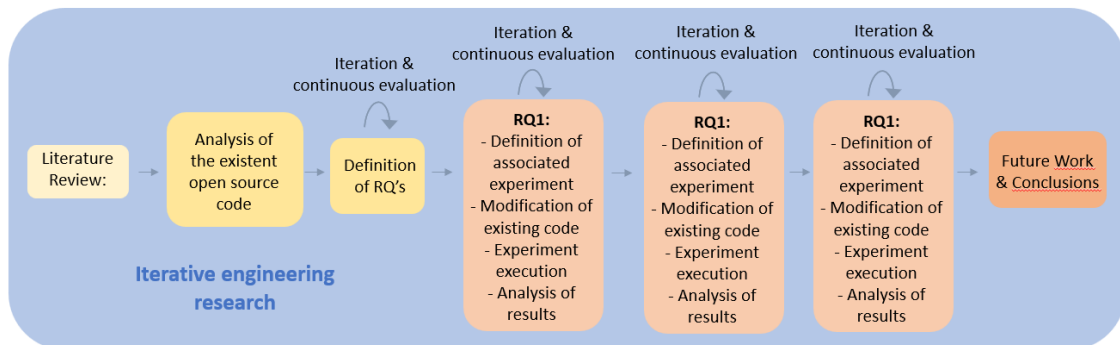 Literature
Review:
Analysis of
the existent
open source
code
Iteration &
continuous evaluation
Definition
of RQ's
Iteration &
continuous evaluation
RQ1:
- Definition of
associated
experiment
- Modification of
existing code
- Experiment
execution
- Analysis of
results
Iteration &
continuous evaluation
RQ1:
- Definition of
associated
experiment
- Modification of
existing code
- Experiment
execution
- Analysis of
results
Iteration &
continuous evaluation
RQ1:
- Definition of
associated
experiment
- Modification of
existing code
- Experiment
execution
- Analysis of
results
Future Work
& Conclusions
Iterative engineering
research